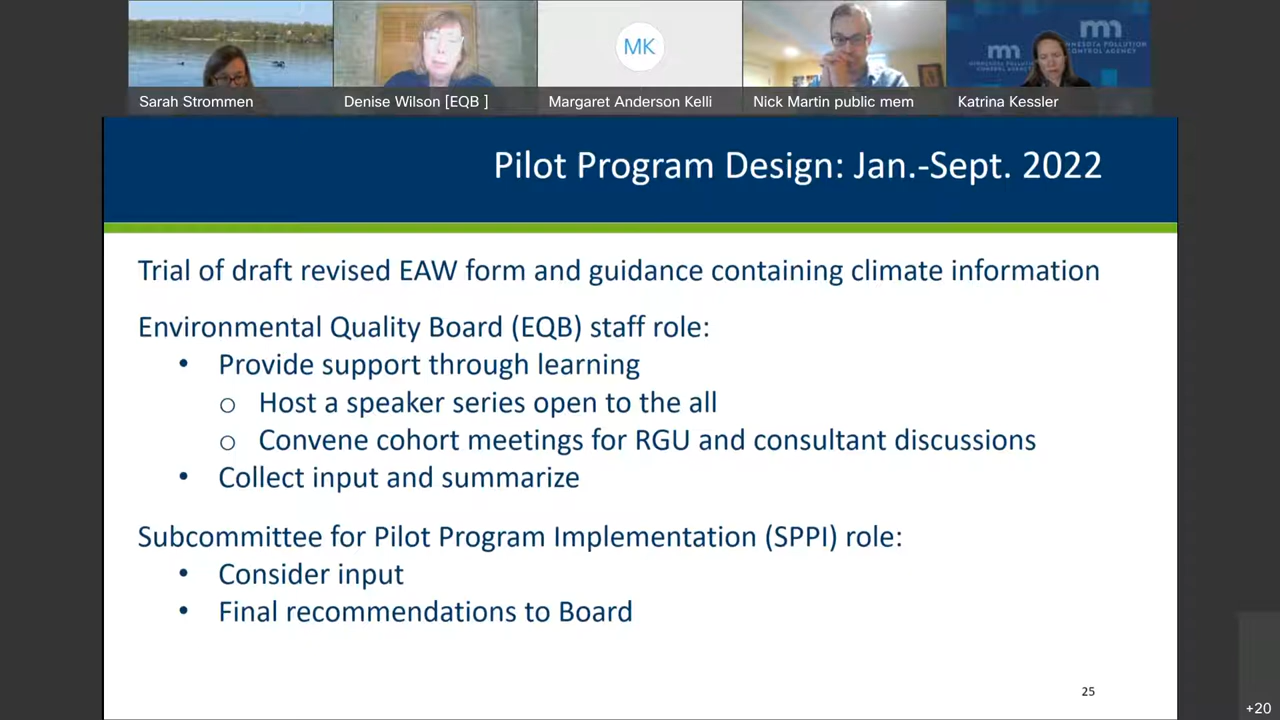 MK
Sarah Strommen
Denise Wilson [EQB ]
Margaret Anderson Kelli
Nick Martin public mem
Katrina Kessler
Pilot Program Design: Jan.-Sept. 2022
Trial of draft revised EAW form and guidance containing climate information
Environmental Quality Board (EQB) staff role:
• Provide support through learning
o Host a speaker series open to the all
o Convene cohort meetings for RGU and consultant discussions
• Collect input and summarize
Subcommittee for Pilot Program Implementation (SPPI) role:
• Consider input
• Final recommendations to Board
25
+20